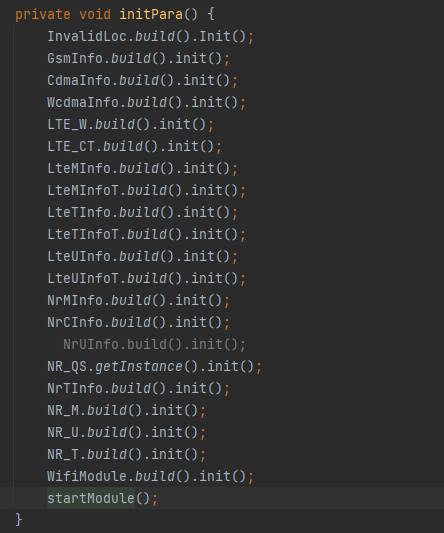 private void initPara() {
InvalidLoc.build().Init();
GsmInfo.build().init();
CdmaInfo.build().init();
WcdmaInfo.build().init();
LTE_W.build().init();
LTE_CT.build().init();
LteMInfo.build().init();
LteMInfoT.build().init();
LteTInfo.build().init();
LteTInfoT.build().init();
LteUInfo.build().init();
LteUInfoT.build().init();
NrMInfo.build().init();
NrCInfo.build().init();
NrUInfo.build().init();
NR_QS.getInstance().init();
NrTInfo.build().init();
NR_M.build().init();
NR_U.build().init();
NR_T.build().init();
WifiModule.build().init();
startModule();
}